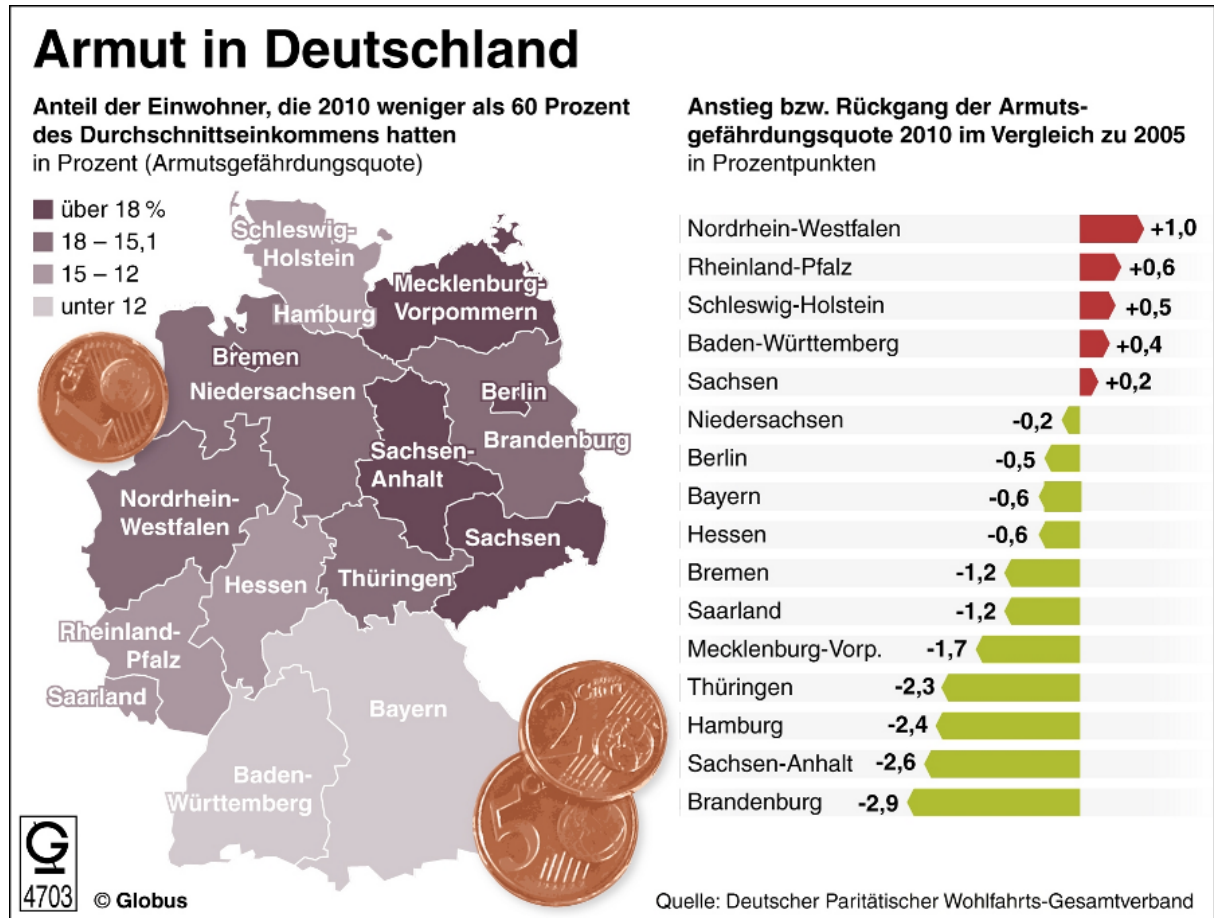 Armut in Deutschland
Anteil der Einwohner, die 2010 weniger als 60 Prozent
des Durchschnittseinkommens hatten
in Prozent (Armutsgefährdungsquote)
über 18 %
18 – 15,1
15 – 12
unter 12
Schleswig-
Holstein
Mecklenburg-
Vorpommern
Hamburg
Bremen
Niedersachsen
Berlin
Brandenburg
Sachsen-
Anhalt
Nordrhein-
Westfalen
Sachsen
Hessen
Thüringen
Rheinland-
Pfalz
Saarland
Bayern
Baden-
Württemberg
1
2
5
G
4703
© Globus
Anstieg bzw. Rückgang der Armuts-
gefährdungsquote 2010 im Vergleich zu 2005
in Prozentpunkten
Nordrhein-Westfalen +1,0
Rheinland-Pfalz +0,6
Schleswig-Holstein +0,5
Baden-Württemberg +0,4
Sachsen +0,2
Niedersachsen -0,2
Berlin -0,5
Bayern -0,6
Hessen -0,6
Bremen -1,2
Saarland -1,2
Mecklenburg-Vorp. -1,7
Thüringen -2,3
Hamburg -2,4
Sachsen-Anhalt -2,6
Brandenburg -2,9
Quelle: Deutscher Paritätischer Wohlfahrts-Gesamtverband